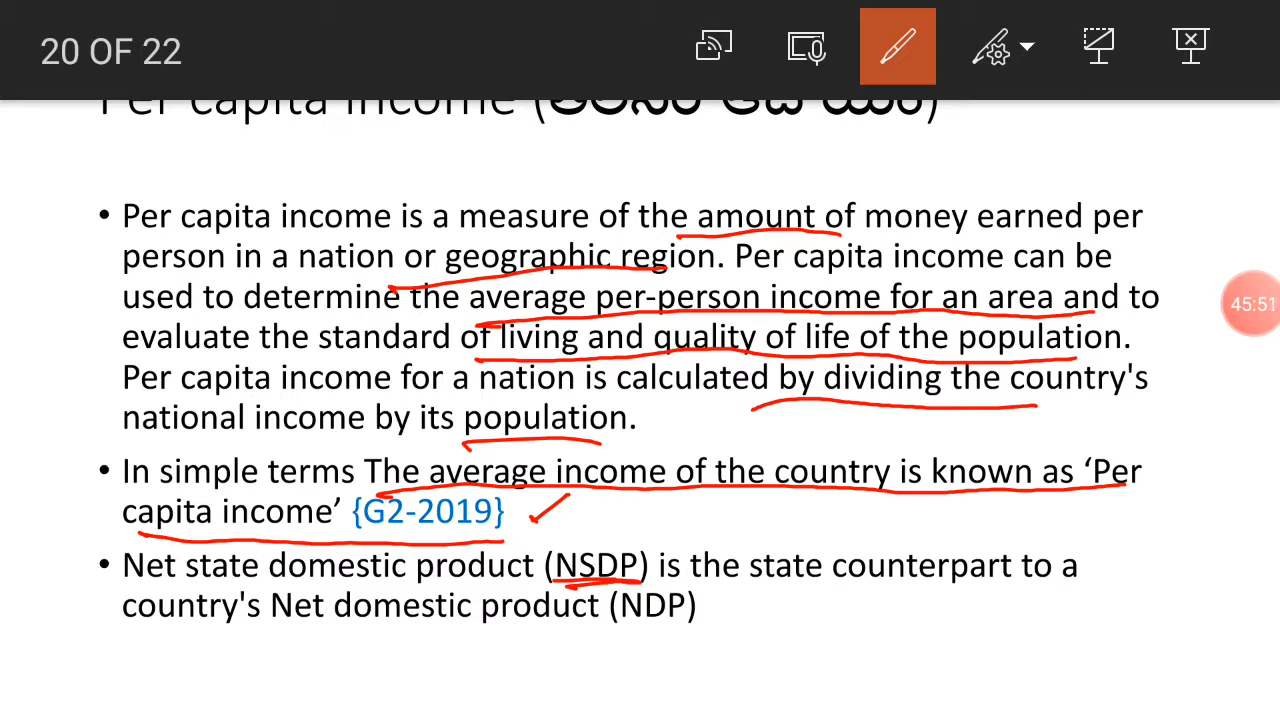 20 OF 22
45:51
Per capita income (తలసరి ఆదాయం)
• Per capita income is a measure of the amount of money earned per
person in a nation or geographic region. Per capita income can be
used to determine the average per-person income for an area and to
evaluate the standard of living and quality of life of the population.
Per capita income for a nation is calculated by dividing the country's
national income by its population.
• In simple terms The average income of the country is known as ‘Per
capita income’ {G2-2019}
• Net state domestic product (NSDP) is the state counterpart to a
country's Net domestic product (NDP)